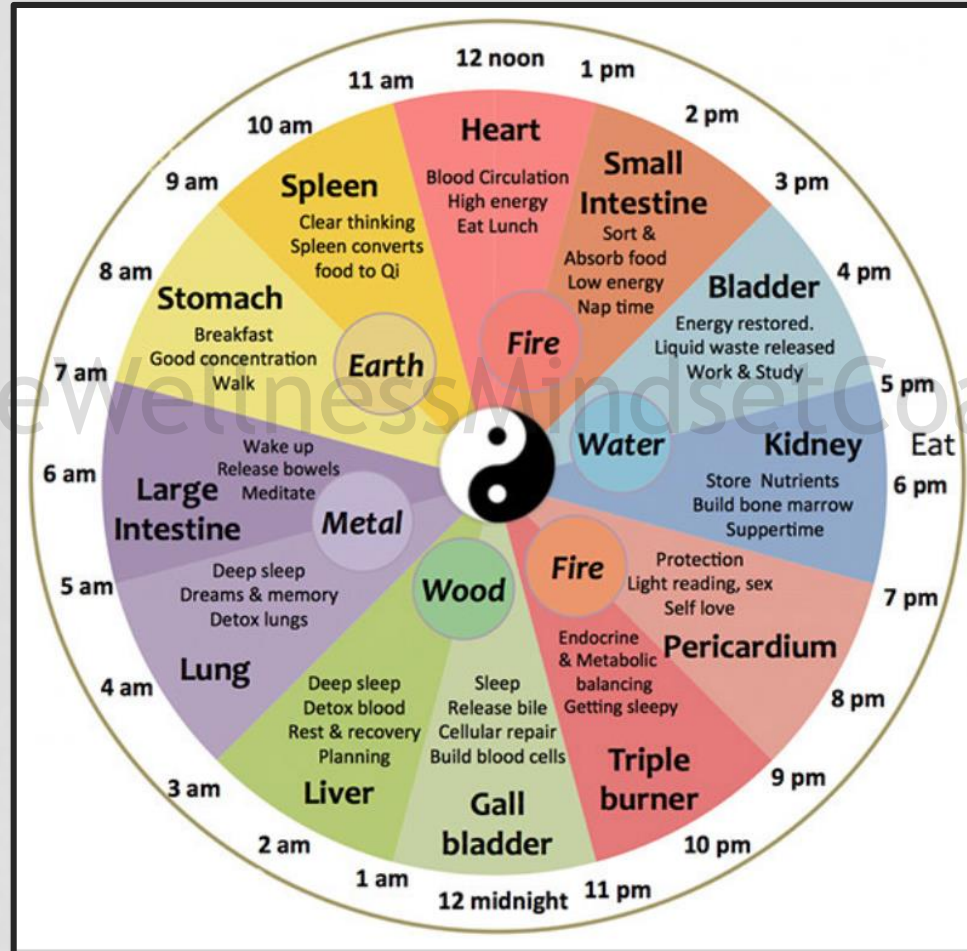 12 noon
1 pm
2 pm
3 pm
4 pm
5 pm
Eat
6 pm
7 pm
8 pm
9 pm
10 pm
11 pm
12 midnight
1 am
2 am
3 am
4 am
5 am
6 am
7 am
8 am
9 am
10 am
11 am
Heart
Blood Circulation
High energy
Eat Lunch
Small
Intestine
Sort &
Absorb food
Low energy
Nap time
Fire
Bladder
Energy restored.
Liquid waste released
Work & Study
Water
Kidney
Store Nutrients
Build bone marrow
Suppertime
Protection
Light reading, sex
Self love
Pericardium
Fire
Endocrine
& Metabolic
balancing
Getting sleepy
Triple
burner
Sleep
Release bile
Cellular repair
Build blood cells
Gall
bladder
Wood
Deep sleep
Detox blood
Rest & recovery
Planning
Liver
Deep sleep
Dreams & memory
Detox lungs
Lung
Metal
Wake up
Release bowels
Meditate
Large
Intestine
Stomach
Breakfast
Good concentration
Walk
Earth
Spleen
Clear thinking
Spleen converts
food to Qi
eWellnessMindsetCoa